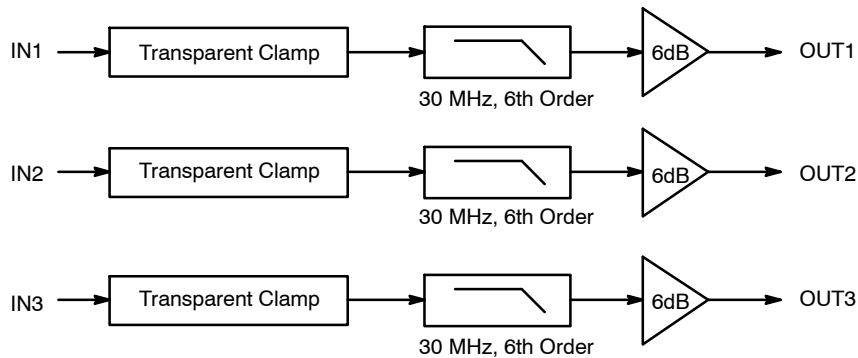 IN1 Transparent Clamp 6dB OUT1
30 MHz, 6th Order
IN2 Transparent Clamp 6dB OUT2
30 MHz, 6th Order
IN3 Transparent Clamp 6dB OUT3
30 MHz, 6th Order